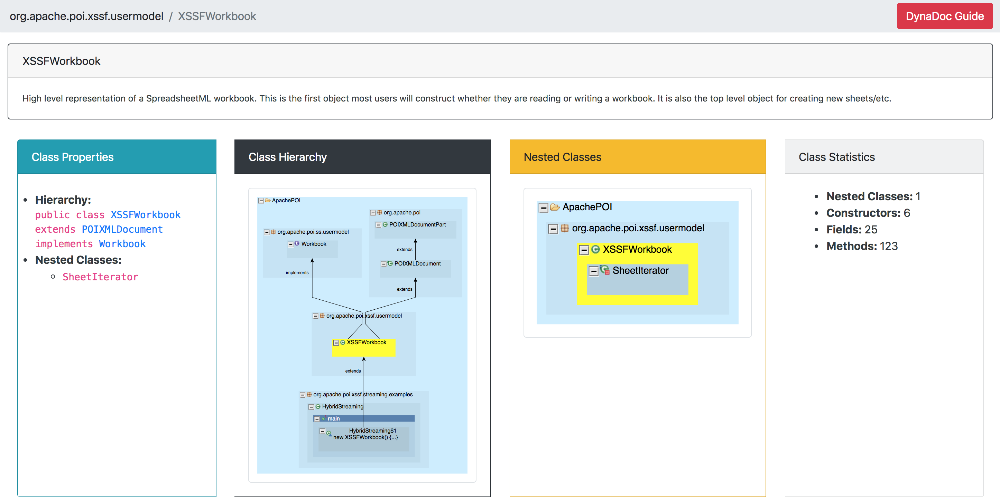 org.apache.poi.xssf.usermodel / XSSFWorkbook
DynaDoc Guide
XSSFWorkbook
High level representation of a SpreadsheetML workbook. This is the first object most users will construct whether they are reading or writing a workbook. It is also the top level object for creating new sheets/etc.
Class Properties
Hierarchy:
public class XSSFWorkbook
extends POIXMLDocument
implements Workbook
Nested Classes:
SheetIterator
Class Hierarchy
ApachePOI
org.apache.poi
POIXMLDocumentPart
org.apache.poi.ss.usermodel
Workbook
extends
POIXMLDocument
implements
extends
org.apache.poi.xssf.usermodel
XSSFWorkbook
extends
org.apache.poi.xssf.streaming.examples
HybridStreaming
main
HybridStreaming$1
new XSSFWorkbook() {...}
Nested Classes
ApachePOI
org.apache.poi.xssf.usermodel
XSSFWorkbook
SheetIterator
Class Statistics
Nested Classes: 1
Constructors: 6
Fields: 25
Methods: 123